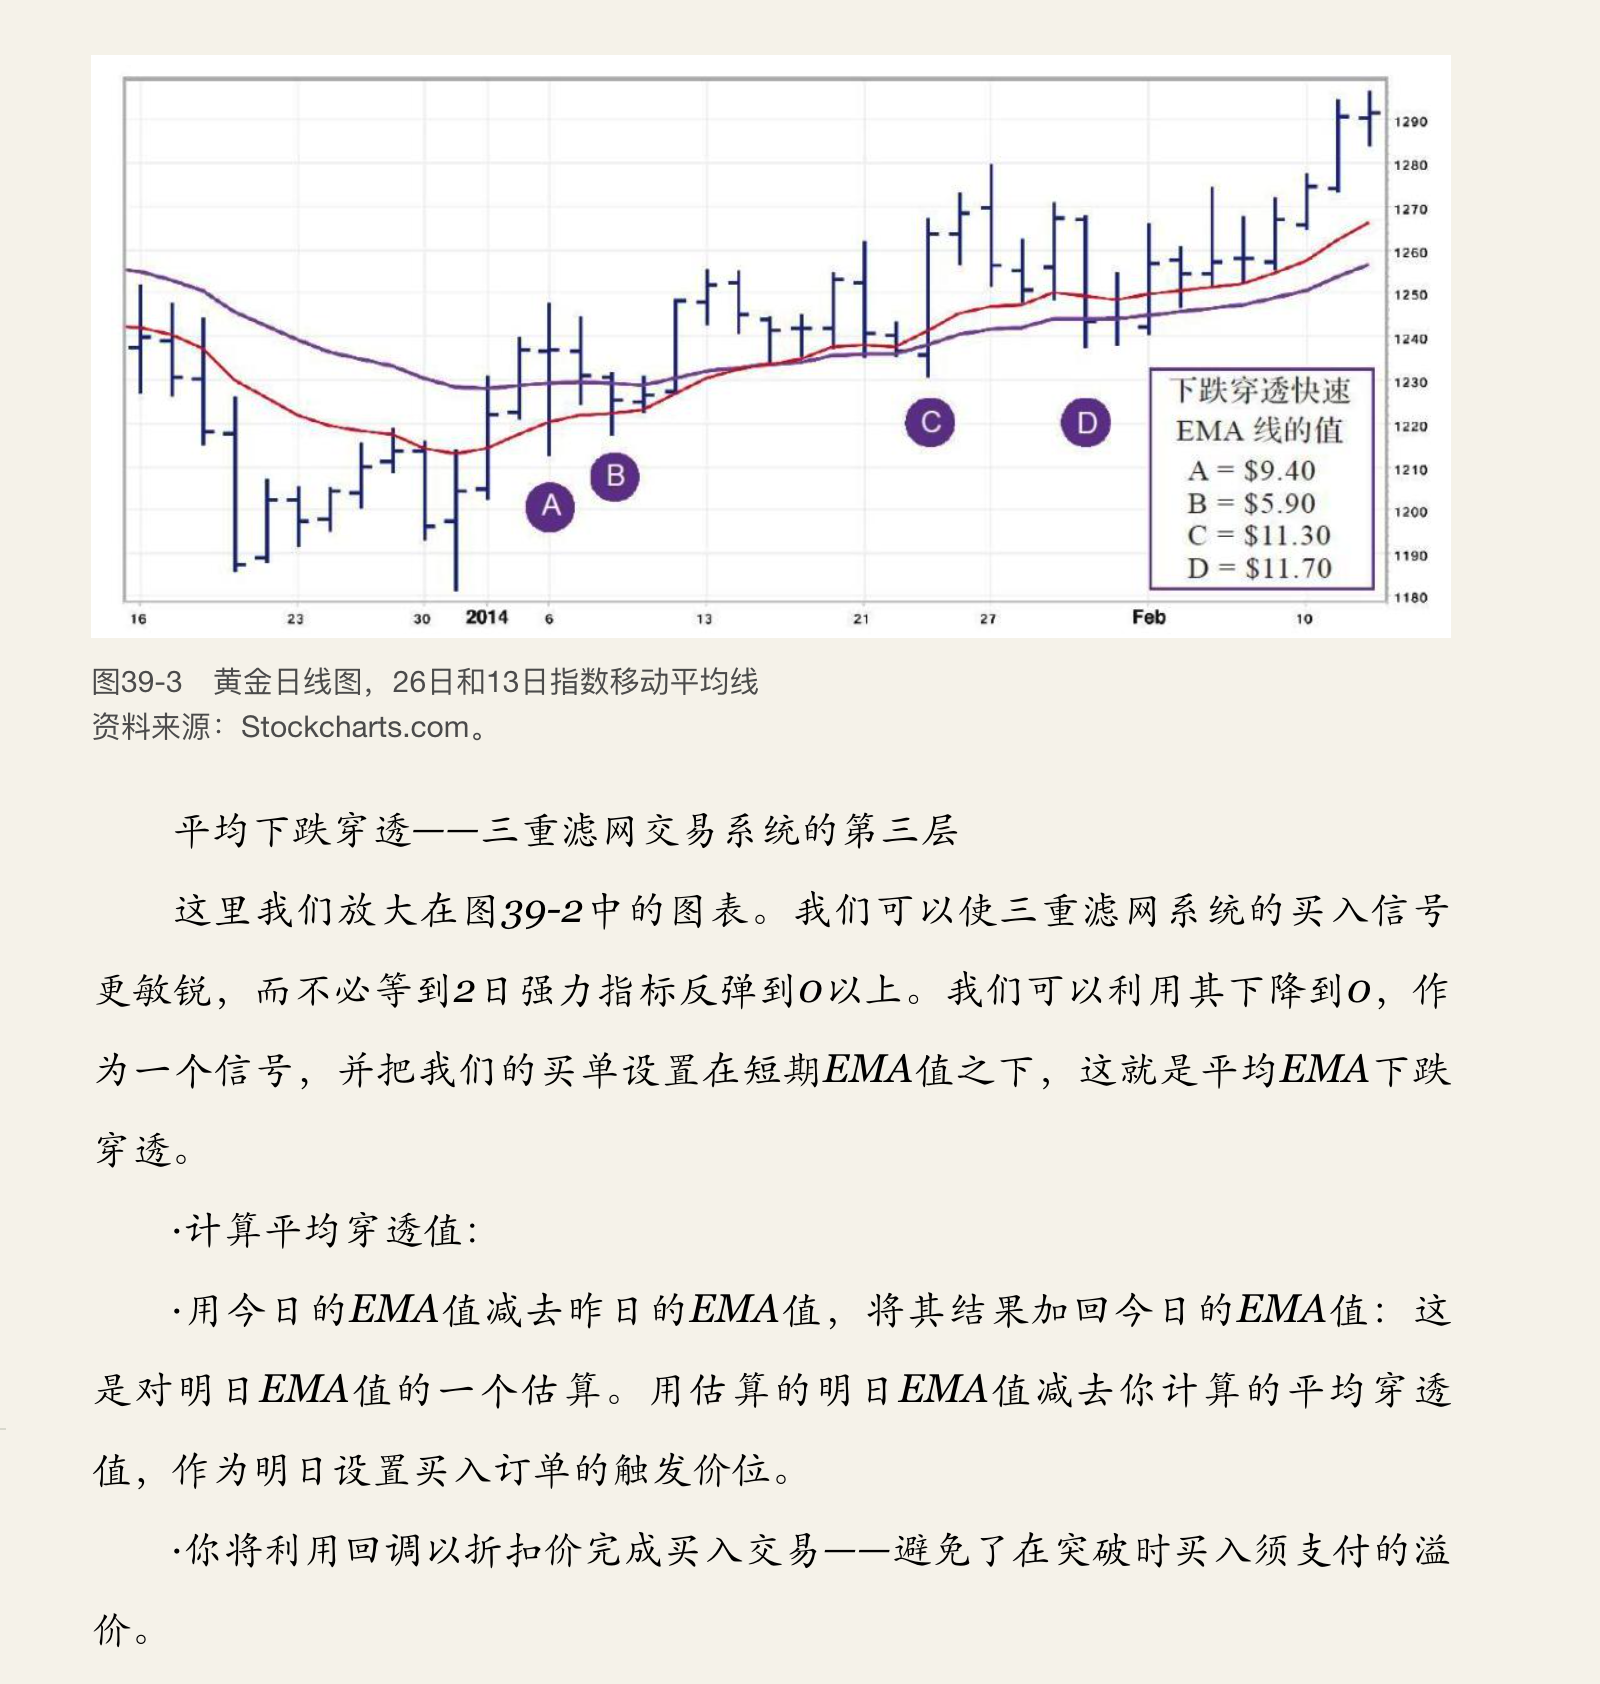 1290
1280
1270
1260
1250
1240
1230
1220
1210
1200
1190
1180
下跌穿透快速
EMA 线的值
A = $9.40
B = $5.90
C = $11.30
D = $11.70
A
B
C
D
16 23 30 2014 6 13 21 27 Feb 10
图39-3 黄金日线图，26日和13日指数移动平均线
资料来源：Stockcharts.com。
平均下跌穿透——三重滤网交易系统的第三层
这里我们放大在图39-2中的图表。我们可以使三重滤网系统的买入信号
更敏锐，而不必等到2日强力指标反弹到0以上。我们可以利用其下降到0，作
为一个信号，并把我们的买单设置在短期EMA值之下，这就是平均EMA下跌
穿透。
·计算平均穿透值：
·用今日的EMA值减去昨日的EMA值，将其结果加回今日的EMA值：这
是对明日EMA值的一个估算。用估算的明日EMA值减去你计算的平均穿透
值，作为明日设置买入订单的触发价位。
·你将利用回调以折扣价完成买入交易——避免了在突破时买入须支付的溢
价。